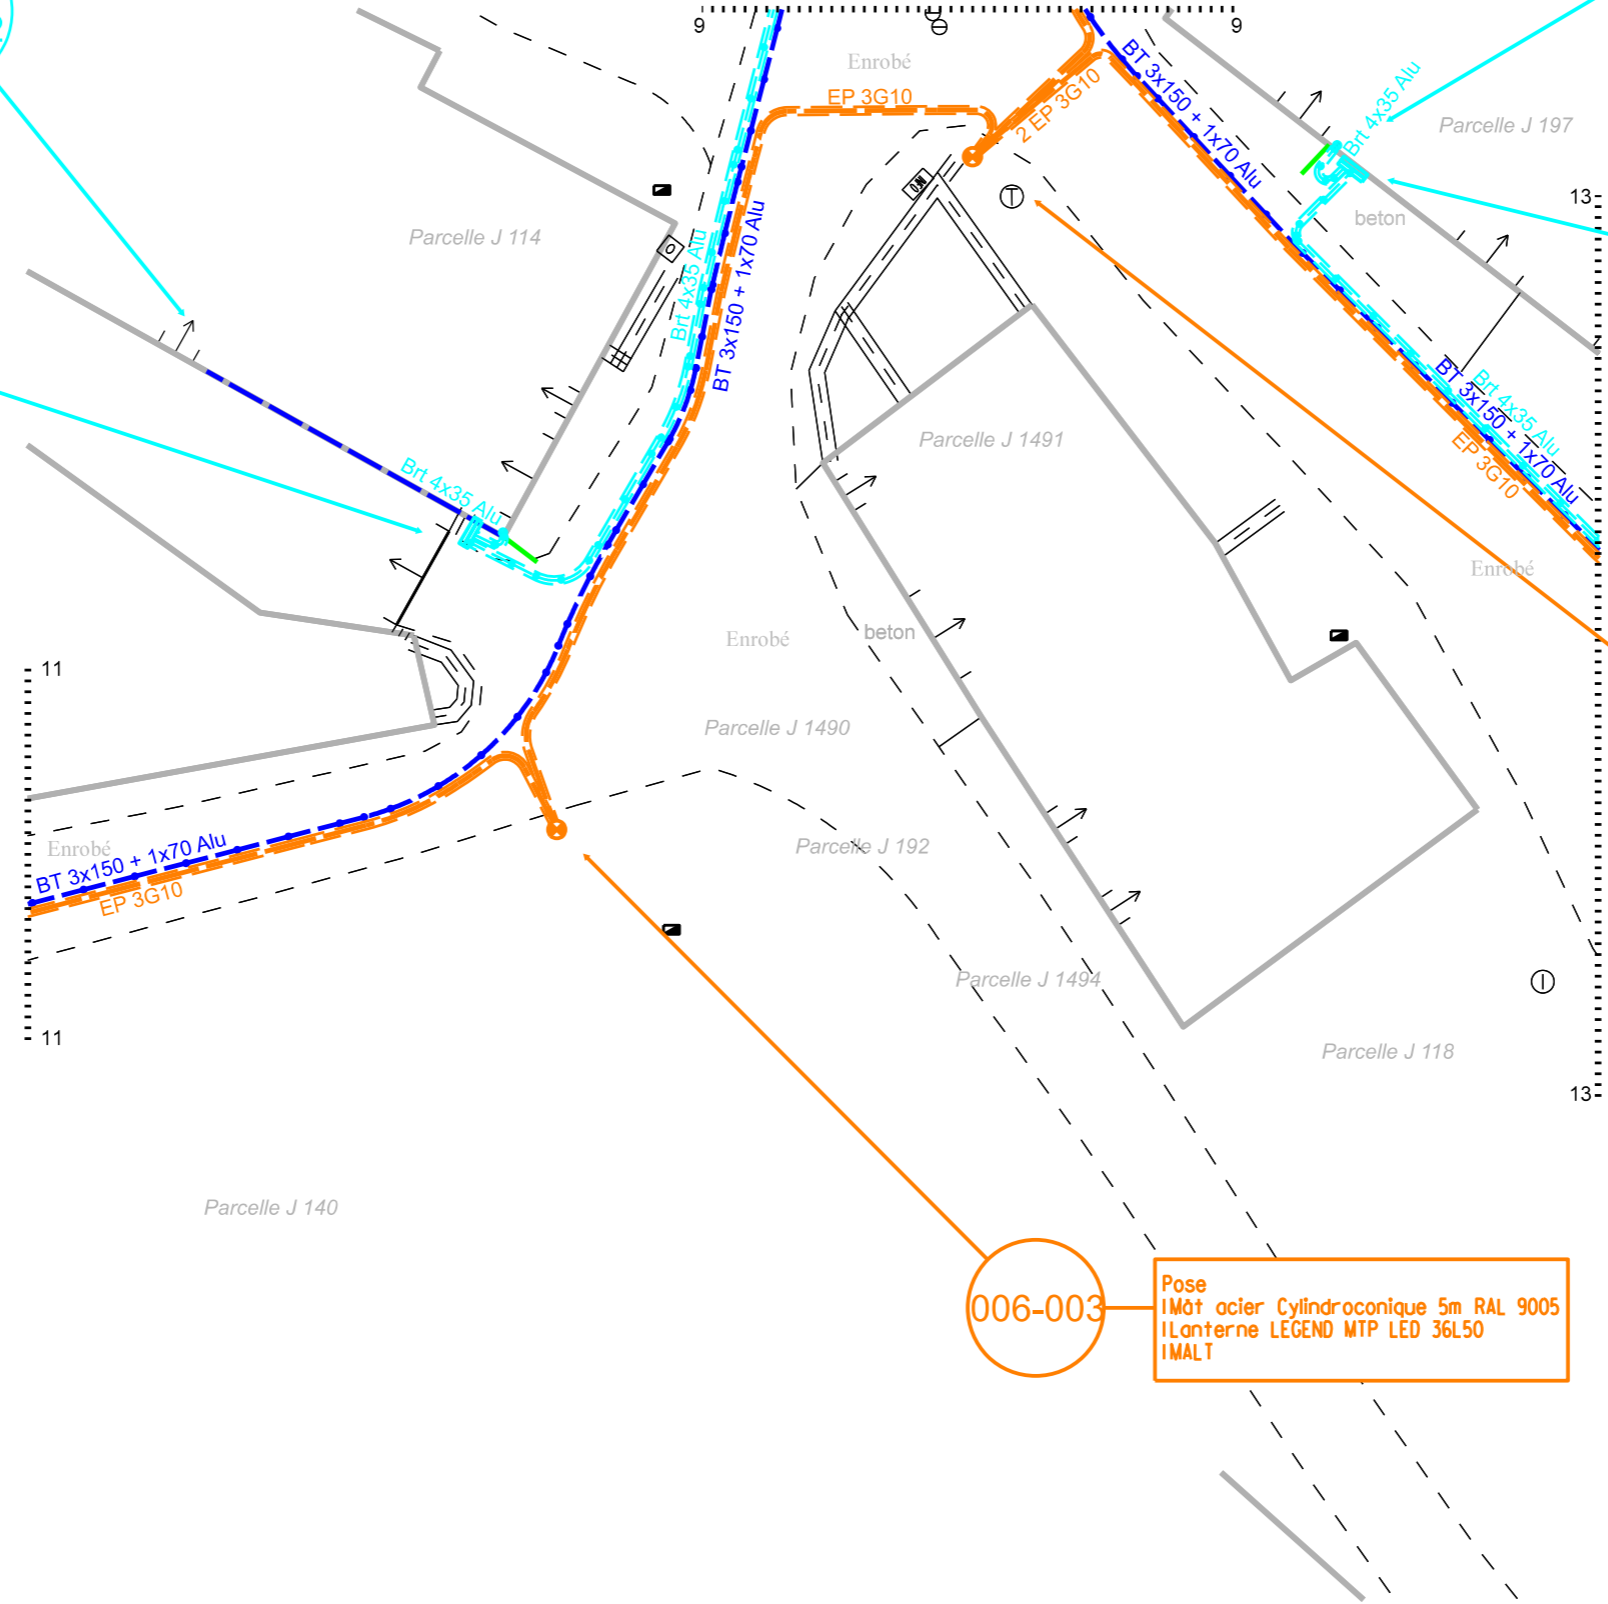 9
9
Enrobé
EP 3G10
2 EP 3G10
BT 3x150 + 1x70 Alu
Brt 4x35 Alu
Parcelle J 197
13
beton
Parcelle J 114
Brt 4x35 Alu
BT 3x150 + 1x70 Alu
Parcelle J 1491
BT 3x150 + 1x70 Alu
Brt 4x35 Alu
EP 3G10
Brt 4x35 Alu
Enrobé
Enrobé
beton
11
Parcelle J 1490
Parcelle J 192
Enrobé
BT 3x150 + 1x70 Alu
EP 3G10
Parcelle J 1494
11
Parcelle J 118
13
Parcelle J 140
006-003
Pose
1Mât acier Cylindroconique 5m RAL 9005
1Lanterne LEGEND MTP LED 36L50
1MALT